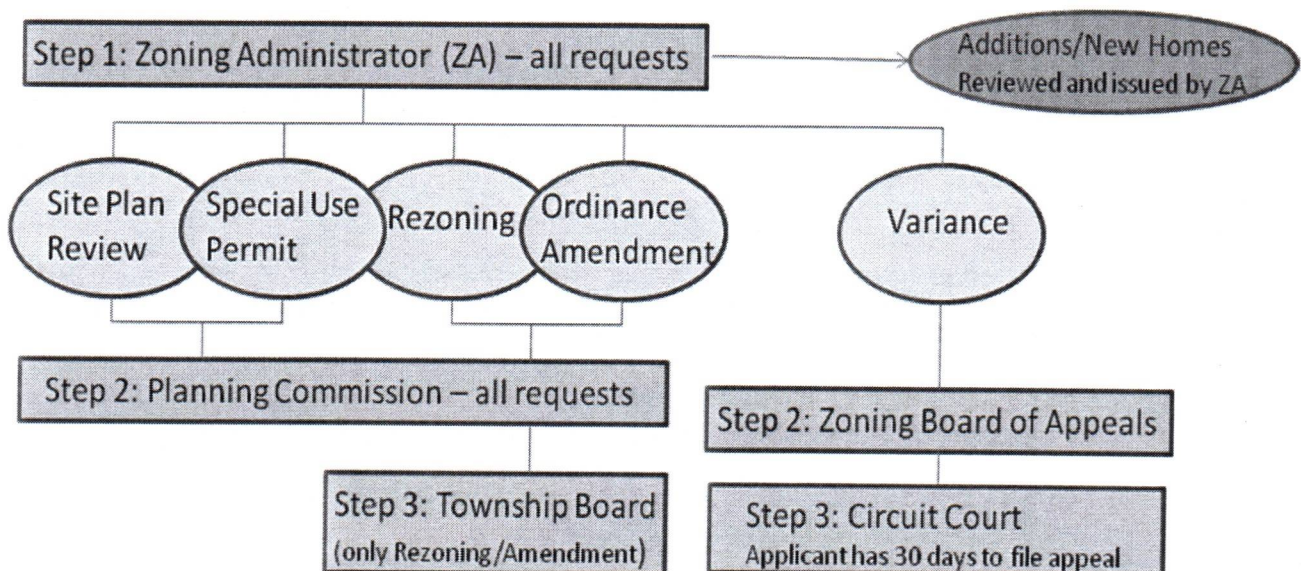 Step 1: Zoning Administrator (ZA) – all requests
Additions/New Homes
Reviewed and issued by ZA
Site Plan
Review
Special Use
Permit
Rezoning
Ordinance
Amendment
Variance
Step 2: Planning Commission – all requests
Step 2: Zoning Board of Appeals
Step 3: Township Board
(only Rezoning/Amendment)
Step 3: Circuit Court
Applicant has 30 days to file appeal